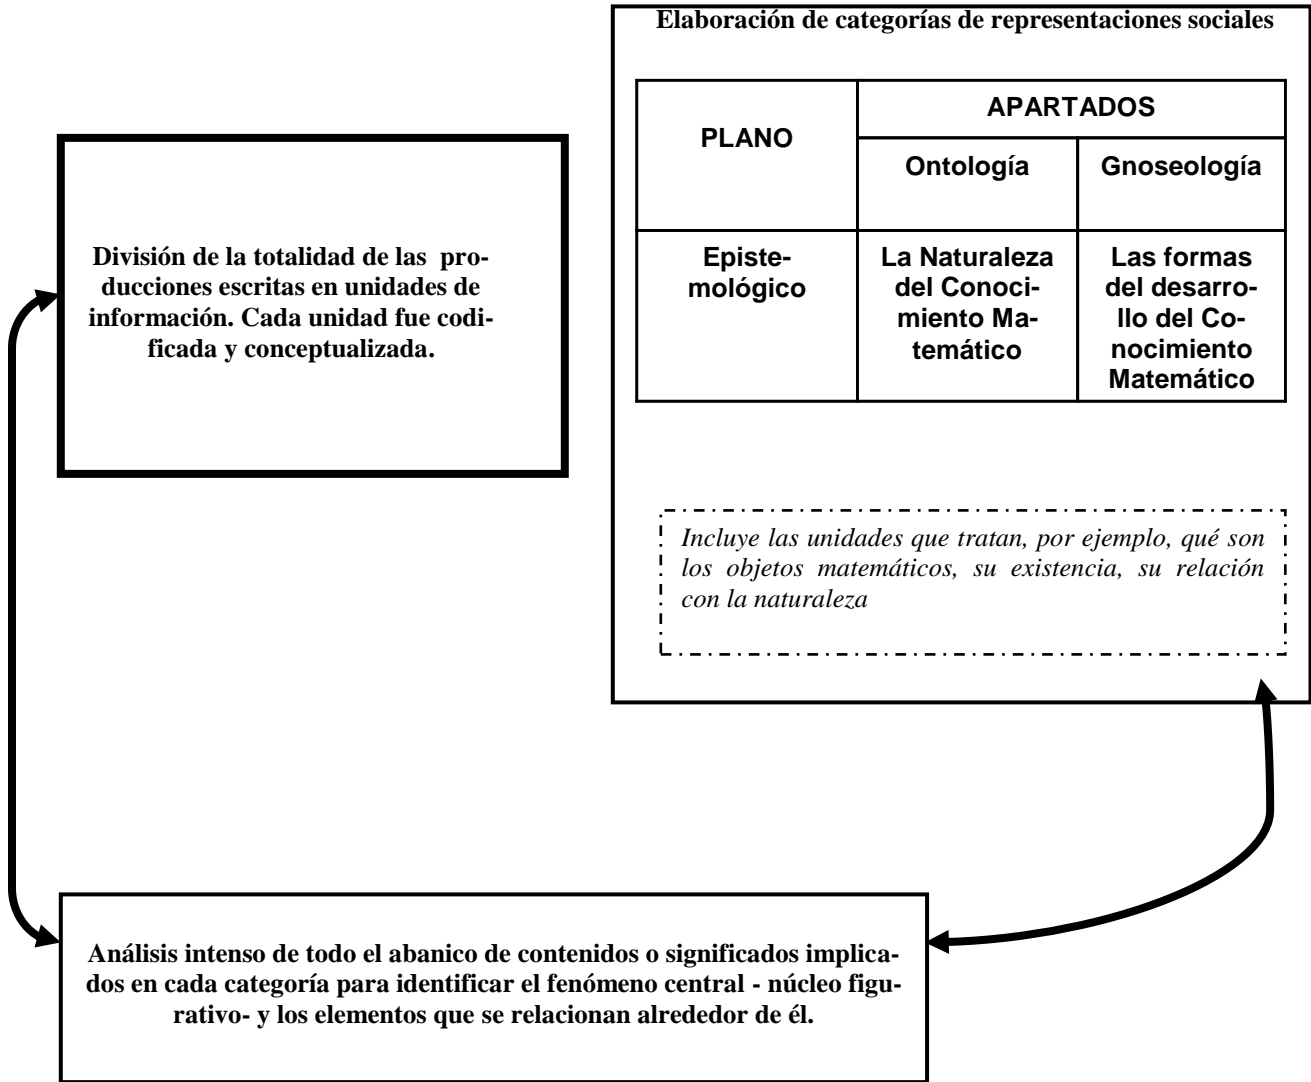 Elaboración de categorías de representaciones sociales
PLANO
APARTADOS
Ontología
Gnoseología
Episte-
mológico
La Naturaleza
del Conoci-
miento Ma-
temático
Las formas
del desarro-
llo del Co-
nocimiento
Matemático
Incluye las unidades que tratan, por ejemplo, qué son
los objetos matemáticos, su existencia, su relación
con la naturaleza
División de la totalidad de las pro-
ducciones escritas en unidades de
información. Cada unidad fue codi-
ficada y conceptualizada.
Análisis intenso de todo el abanico de contenidos o significados implica-
dos en cada categoría para identificar el fenómeno central - núcleo figu-
rativo- y los elementos que se relacionan alrededor de él.